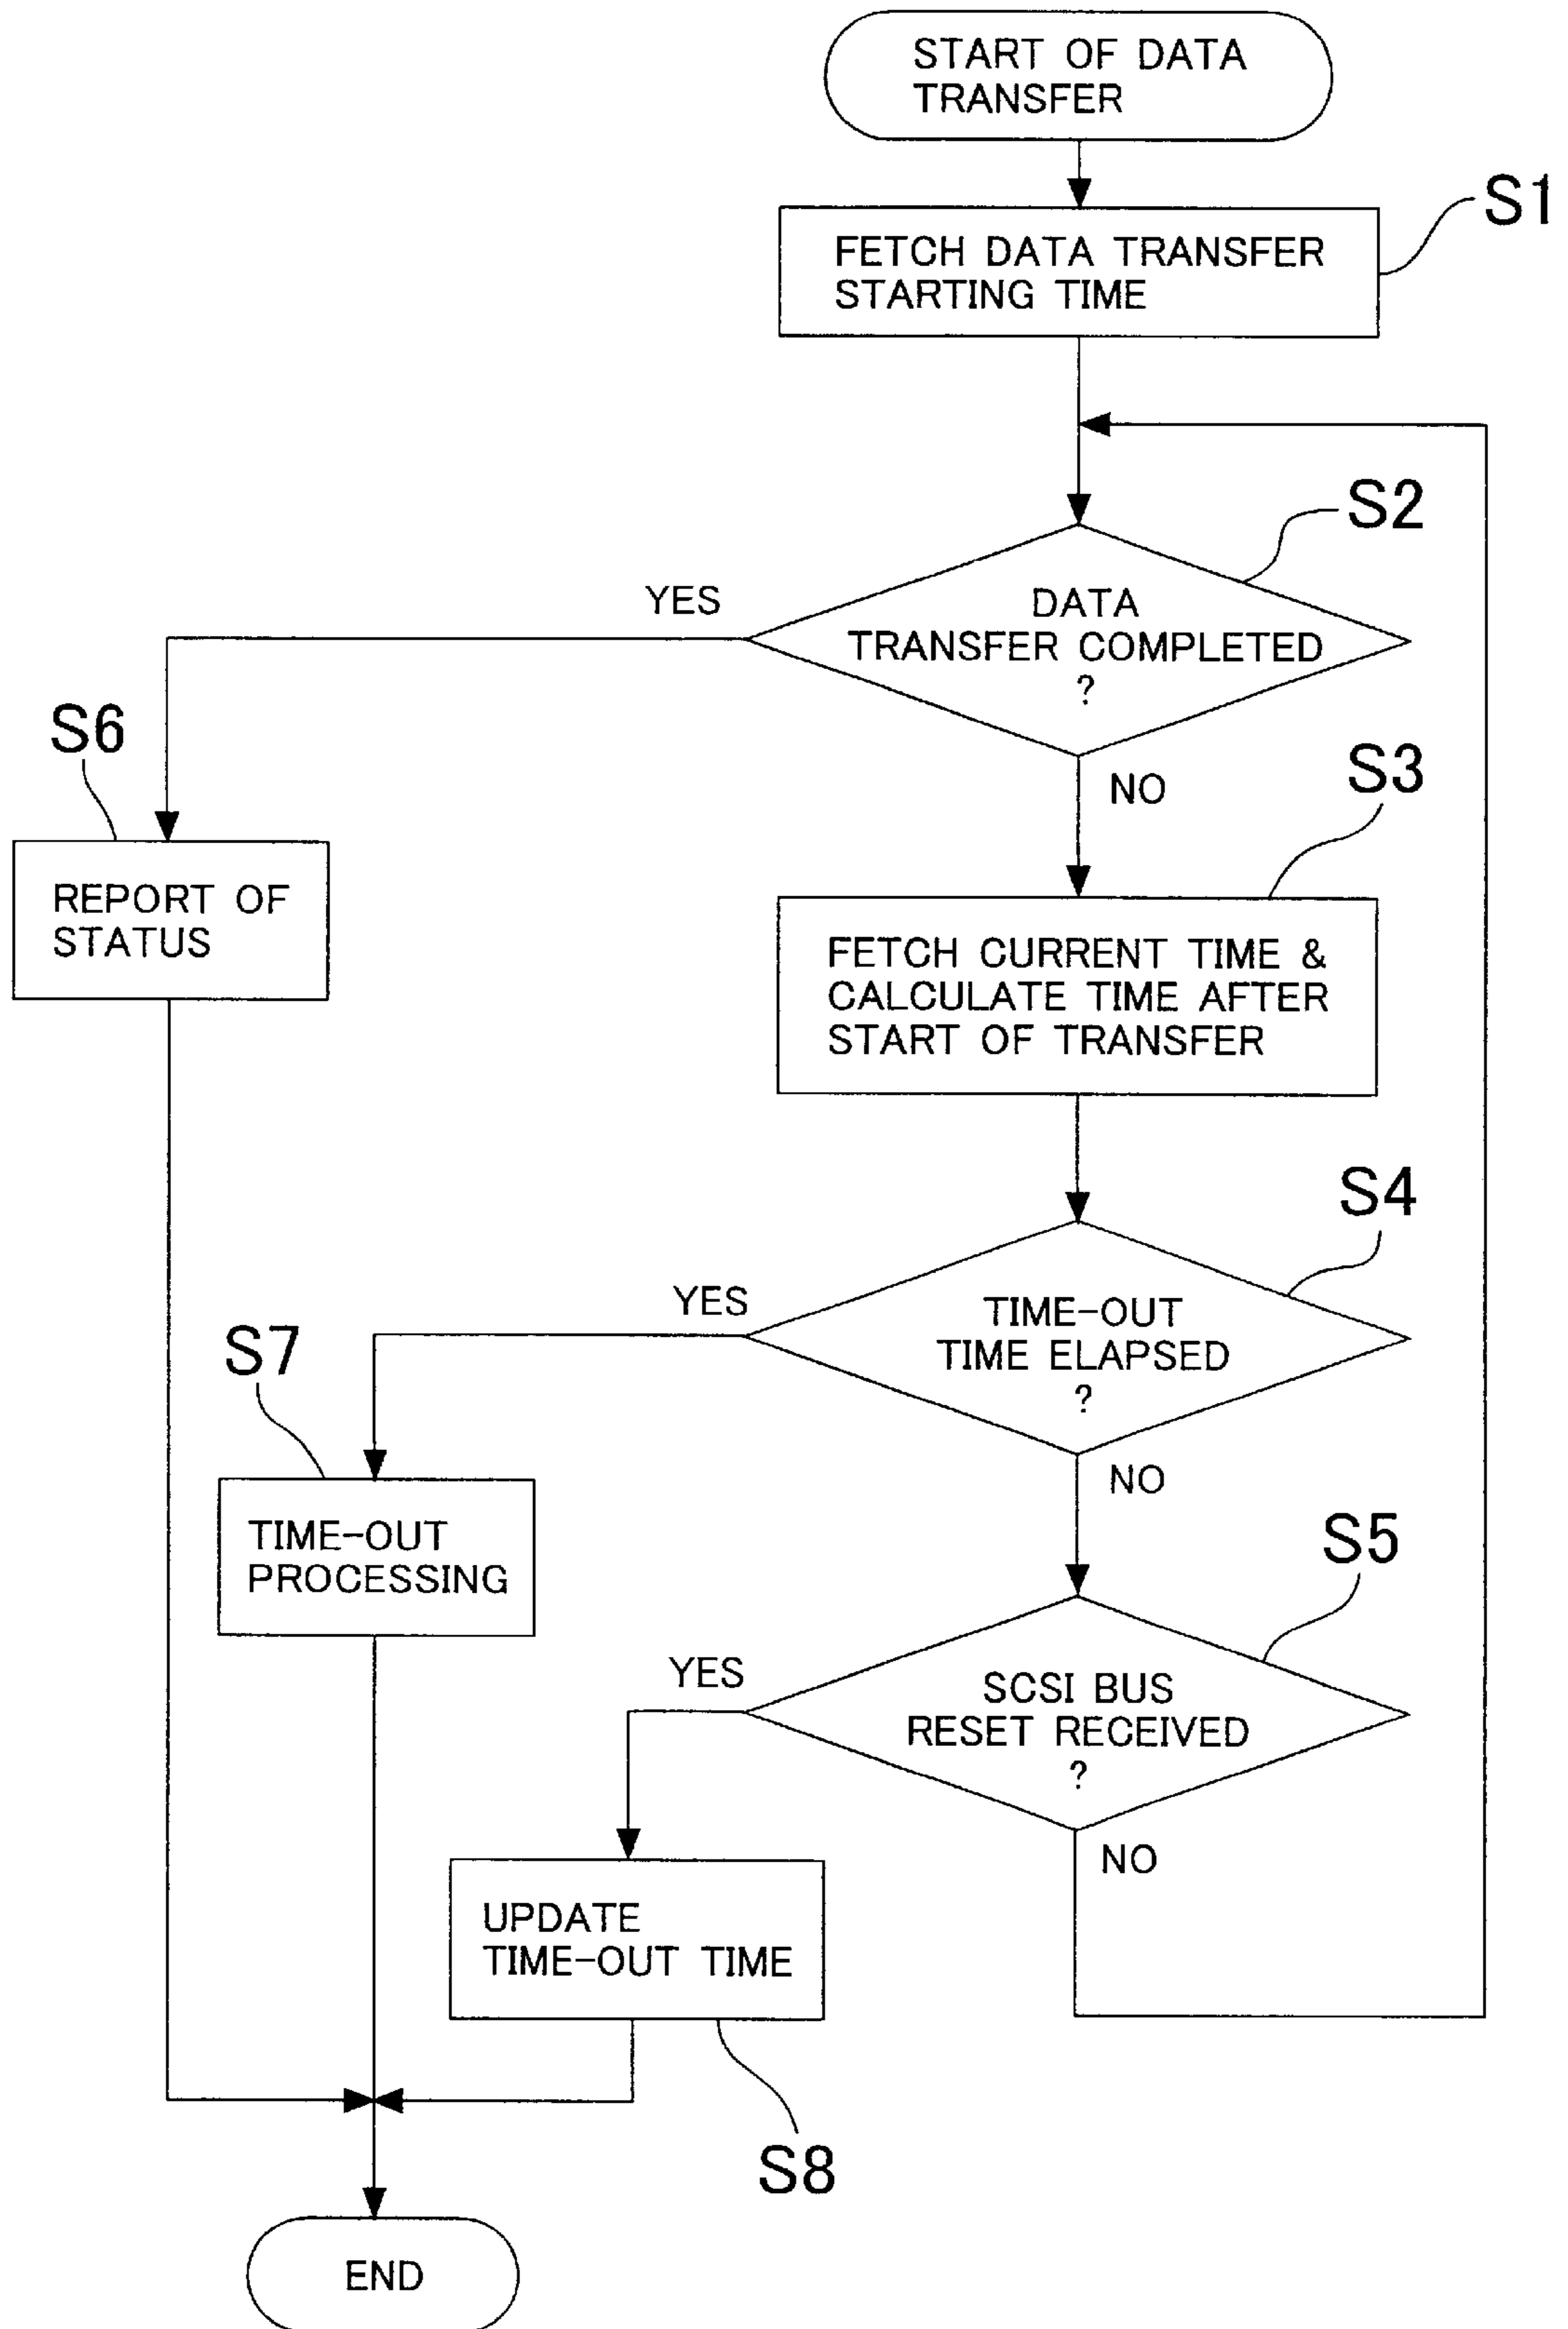 START OF DATA
TRANSFER
S1
FETCH DATA TRANSFER
STARTING TIME
S2
YES
DATA
TRANSFER COMPLETED
?
S6
NO
S3
REPORT OF
STATUS
FETCH CURRENT TIME &
CALCULATE TIME AFTER
START OF TRANSFER
S4
YES
TIME-OUT
TIME ELAPSED
?
S7
NO
TIME-OUT
PROCESSING
S5
YES
SCSI BUS
RESET RECEIVED
?
NO
UPDATE
TIME-OUT TIME
S8
END